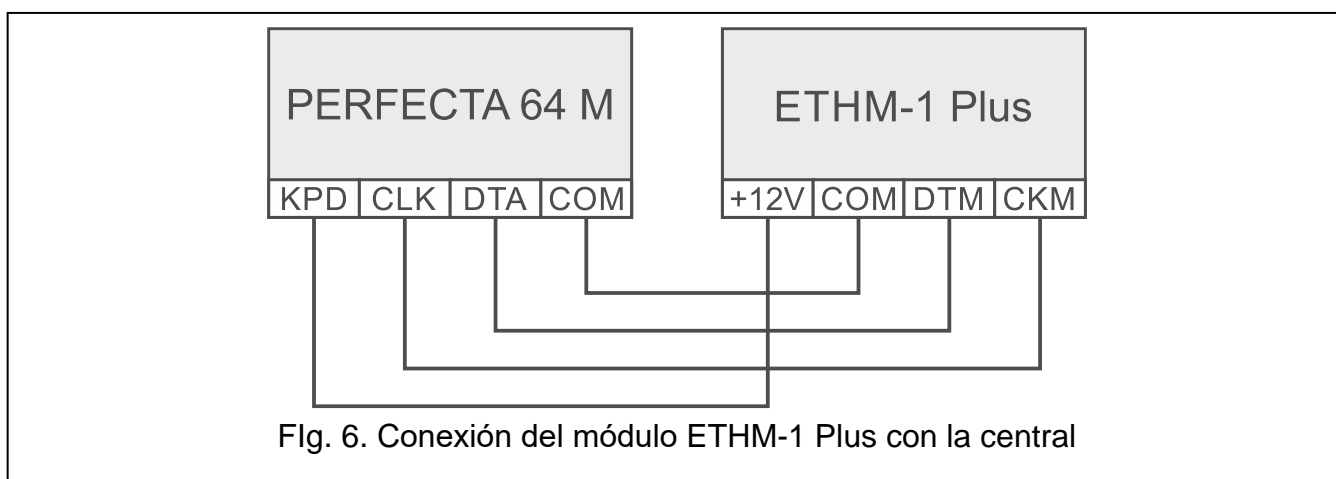 PERFECTA 64 M
ETHM-1 Plus
KPD CLK DTA COM
+12V COM DTM CKM
FIg. 6. Conexión del módulo ETHM-1 Plus con la central